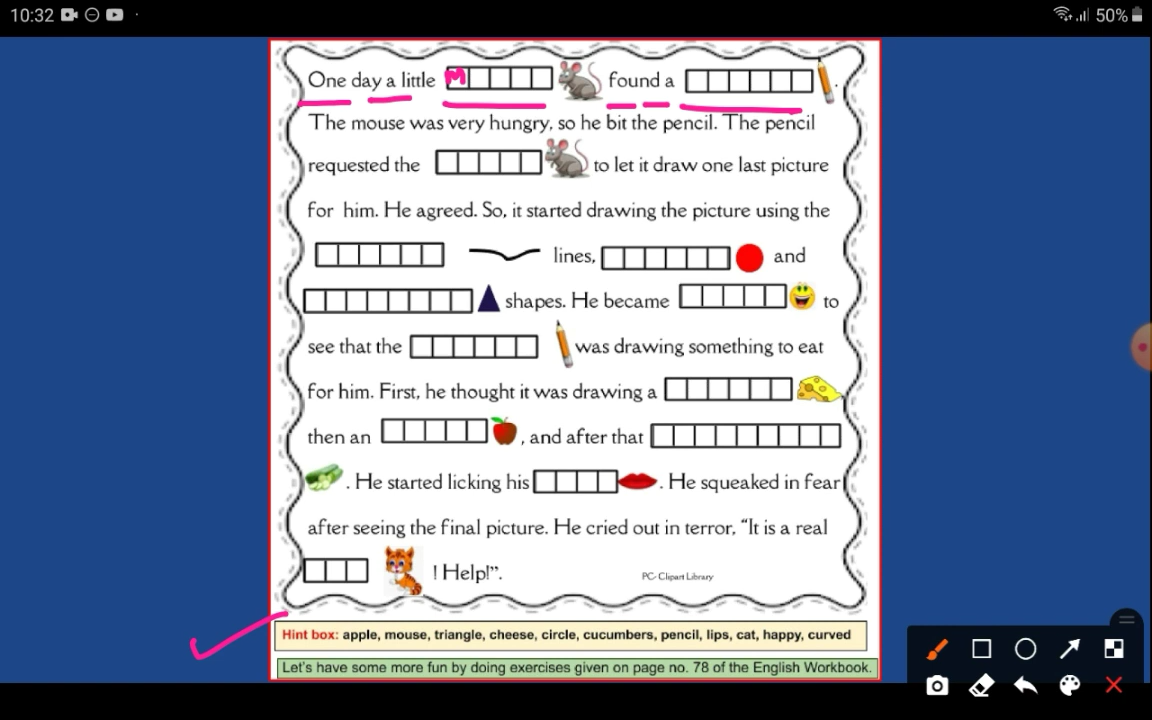 10:32
50%
One day a little M found a .
The mouse was very hungry, so he bit the pencil. The pencil
requested the to let it draw one last picture
for him. He agreed. So, it started drawing the picture using the
lines, and
shapes. He became to
see that the was drawing something to eat
for him. First, he thought it was drawing a
then an , and after that
. He started licking his . He squeaked in fear
after seeing the final picture. He cried out in terror, “It is a real
! Help!”.
PC- Clipart Library
Hint box: apple, mouse, triangle, cheese, circle, cucumbers, pencil, lips, cat, happy, curved
Let's have some more fun by doing exercises given on page no. 78 of the English Workbook.